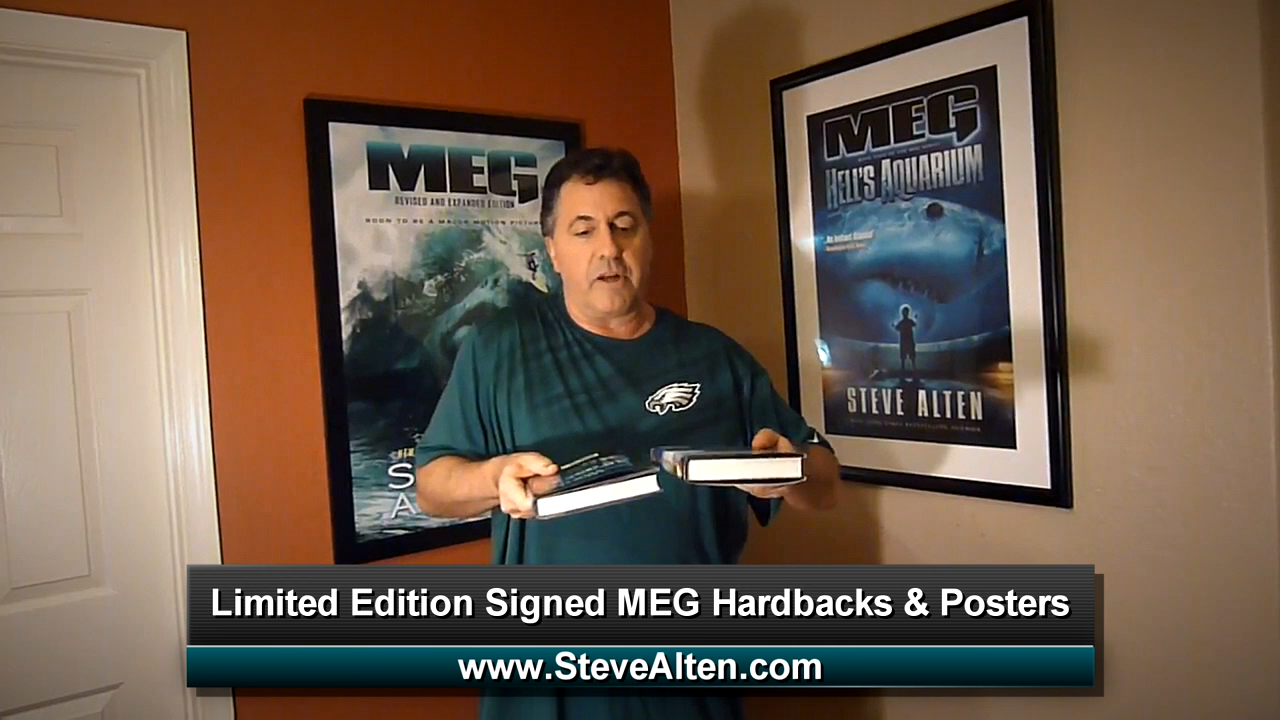 MEG
REVISED AND EXPANDED EDITION
SOON TO BE A MAJOR MOTION PICTURE
S
A
MEG
HELL'S AQUARIUM
STEVE ALTEN
Limited Edition Signed MEG Hardbacks & Posters
www.SteveAlten.com